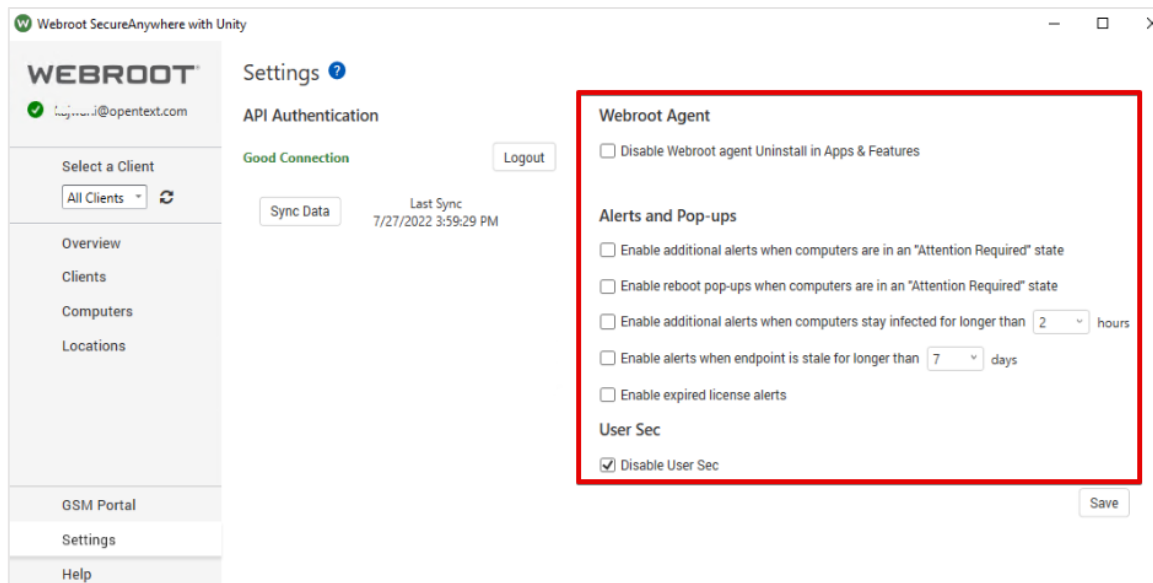 Webroot SecureAnywhere with Unity
WEBROOT
@opentext.com
Select a Client
All Clients
Overview
Clients
Computers
Locations
GSM Portal
Settings
Help
Settings ?
API Authentication
Good Connection
Logout
Sync Data
Last Sync
7/27/2022 3:59:29 PM
Webroot Agent
Disable Webroot agent Uninstall in Apps & Features
Alerts and Pop-ups
Enable additional alerts when computers are in an "Attention Required" state
Enable reboot pop-ups when computers are in an "Attention Required" state
Enable additional alerts when computers stay infected for longer than 2 hours
Enable alerts when endpoint is stale for longer than 7 days
Enable expired license alerts
User Sec
Disable User Sec
Save